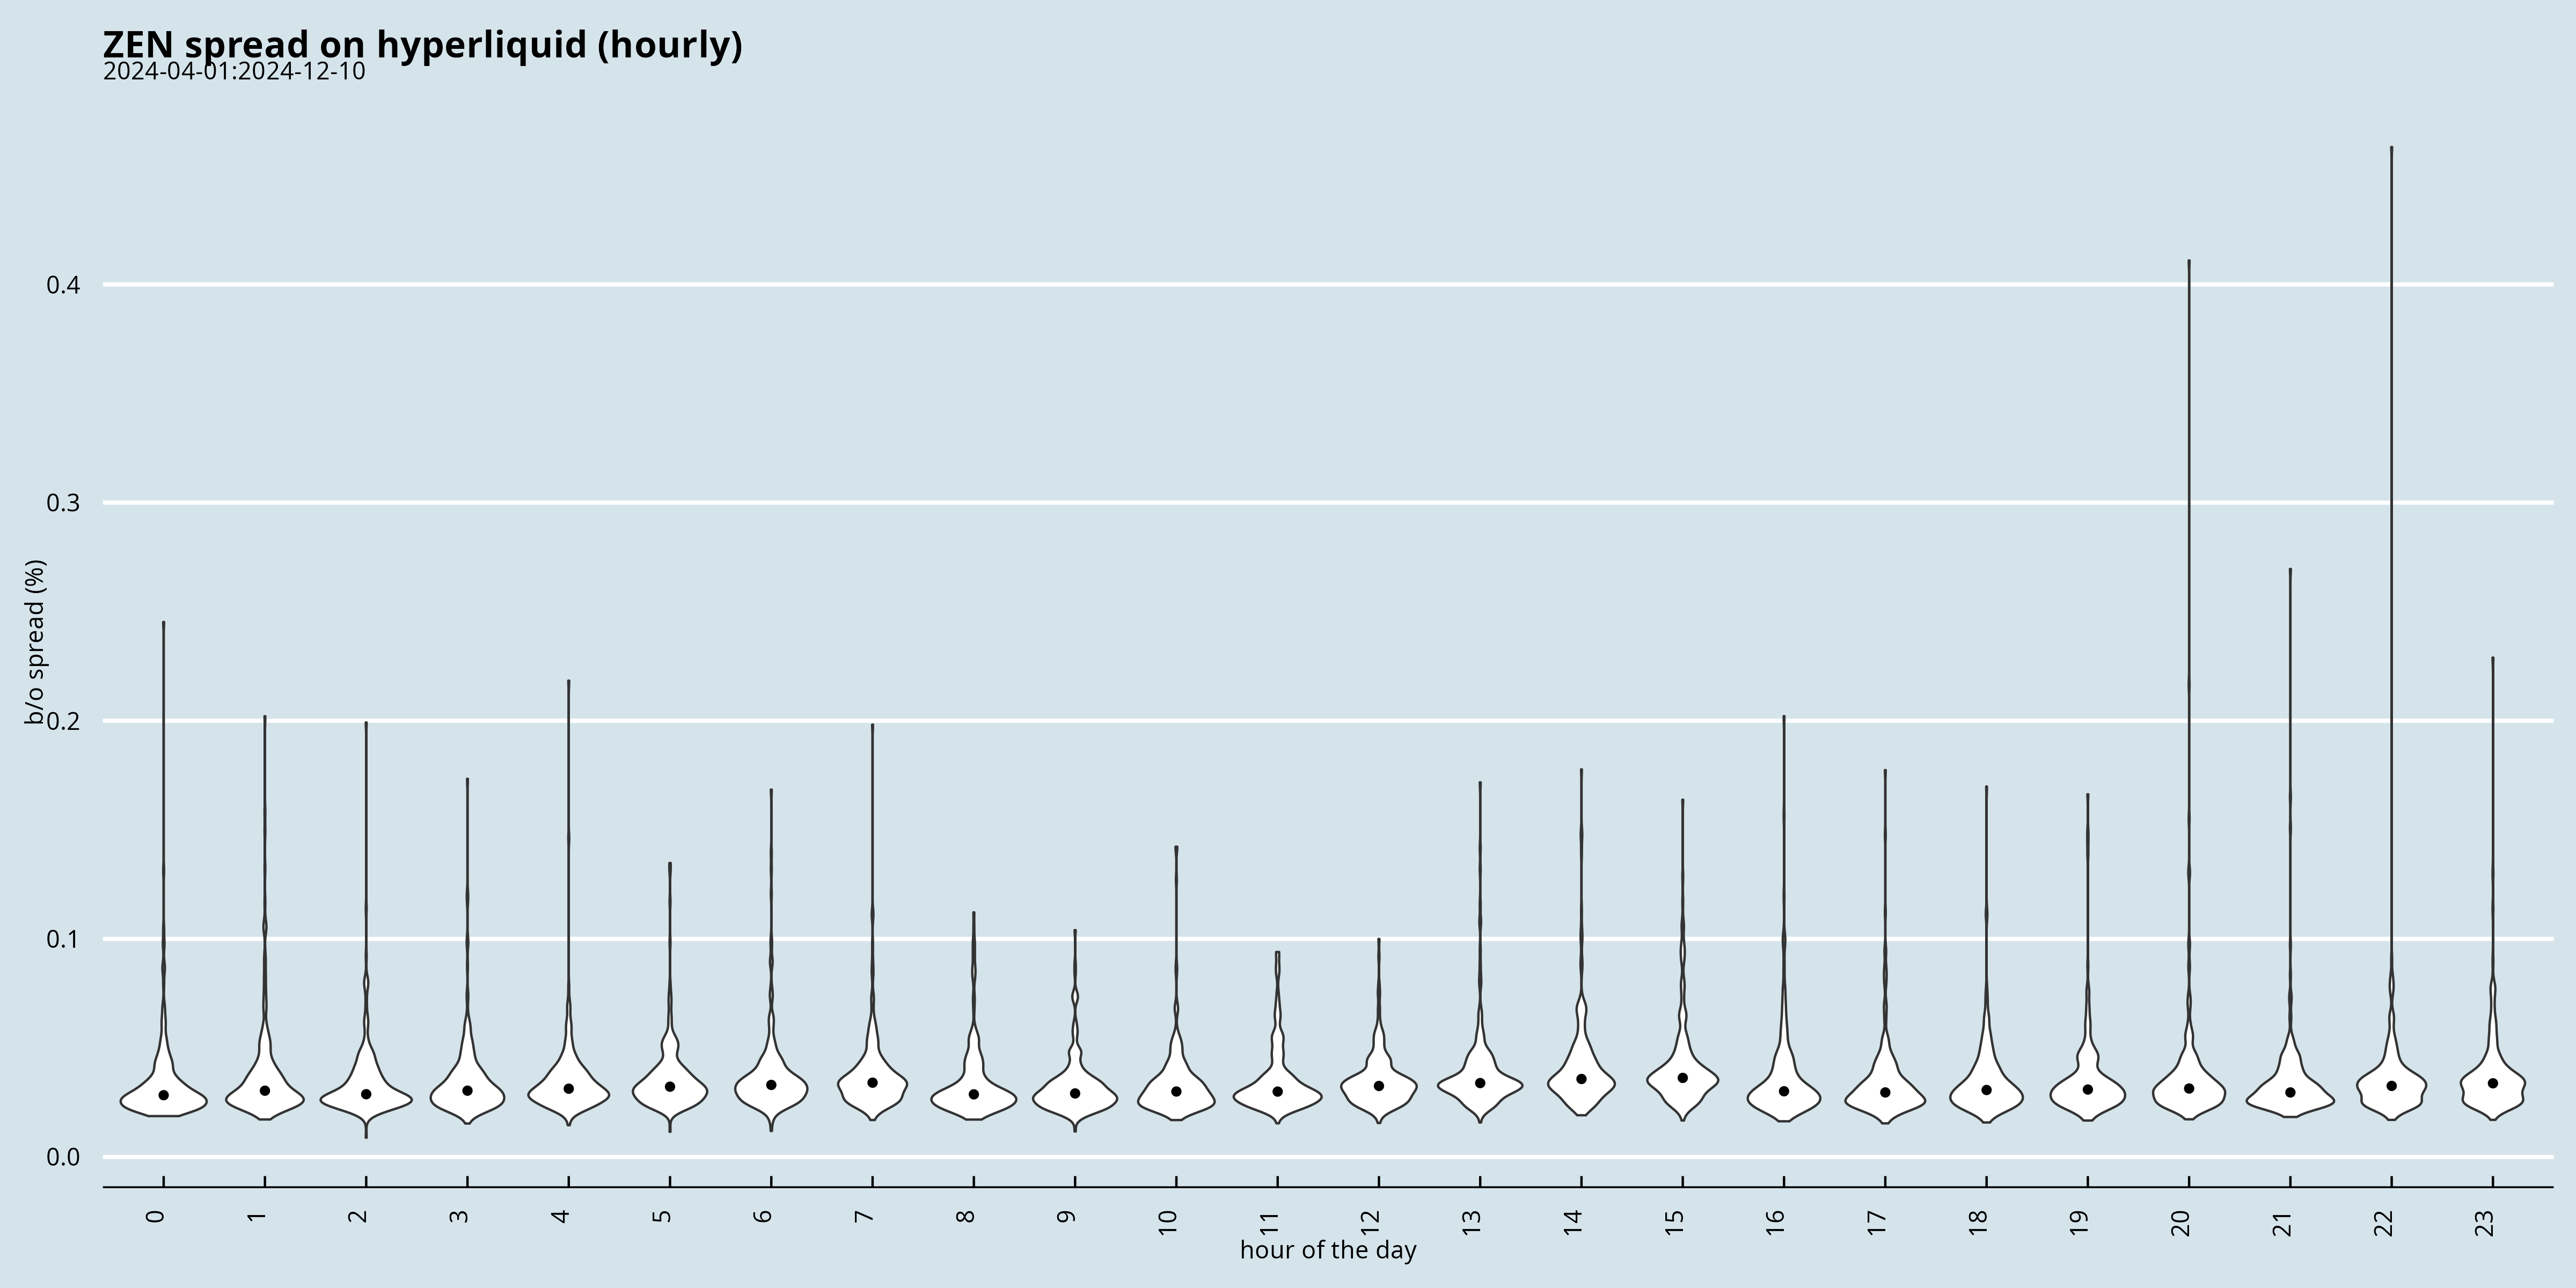 ZEN spread on hyperliquid (hourly)
2024-04-01:2024-12-10
b/o spread (%)
0.4
0.3
0.2
0.1
0.0
0 1 2 3 4 5 6 7 8 9 10 11 12 13 14 15 16 17 18 19 20 21 22 23
hour of the day